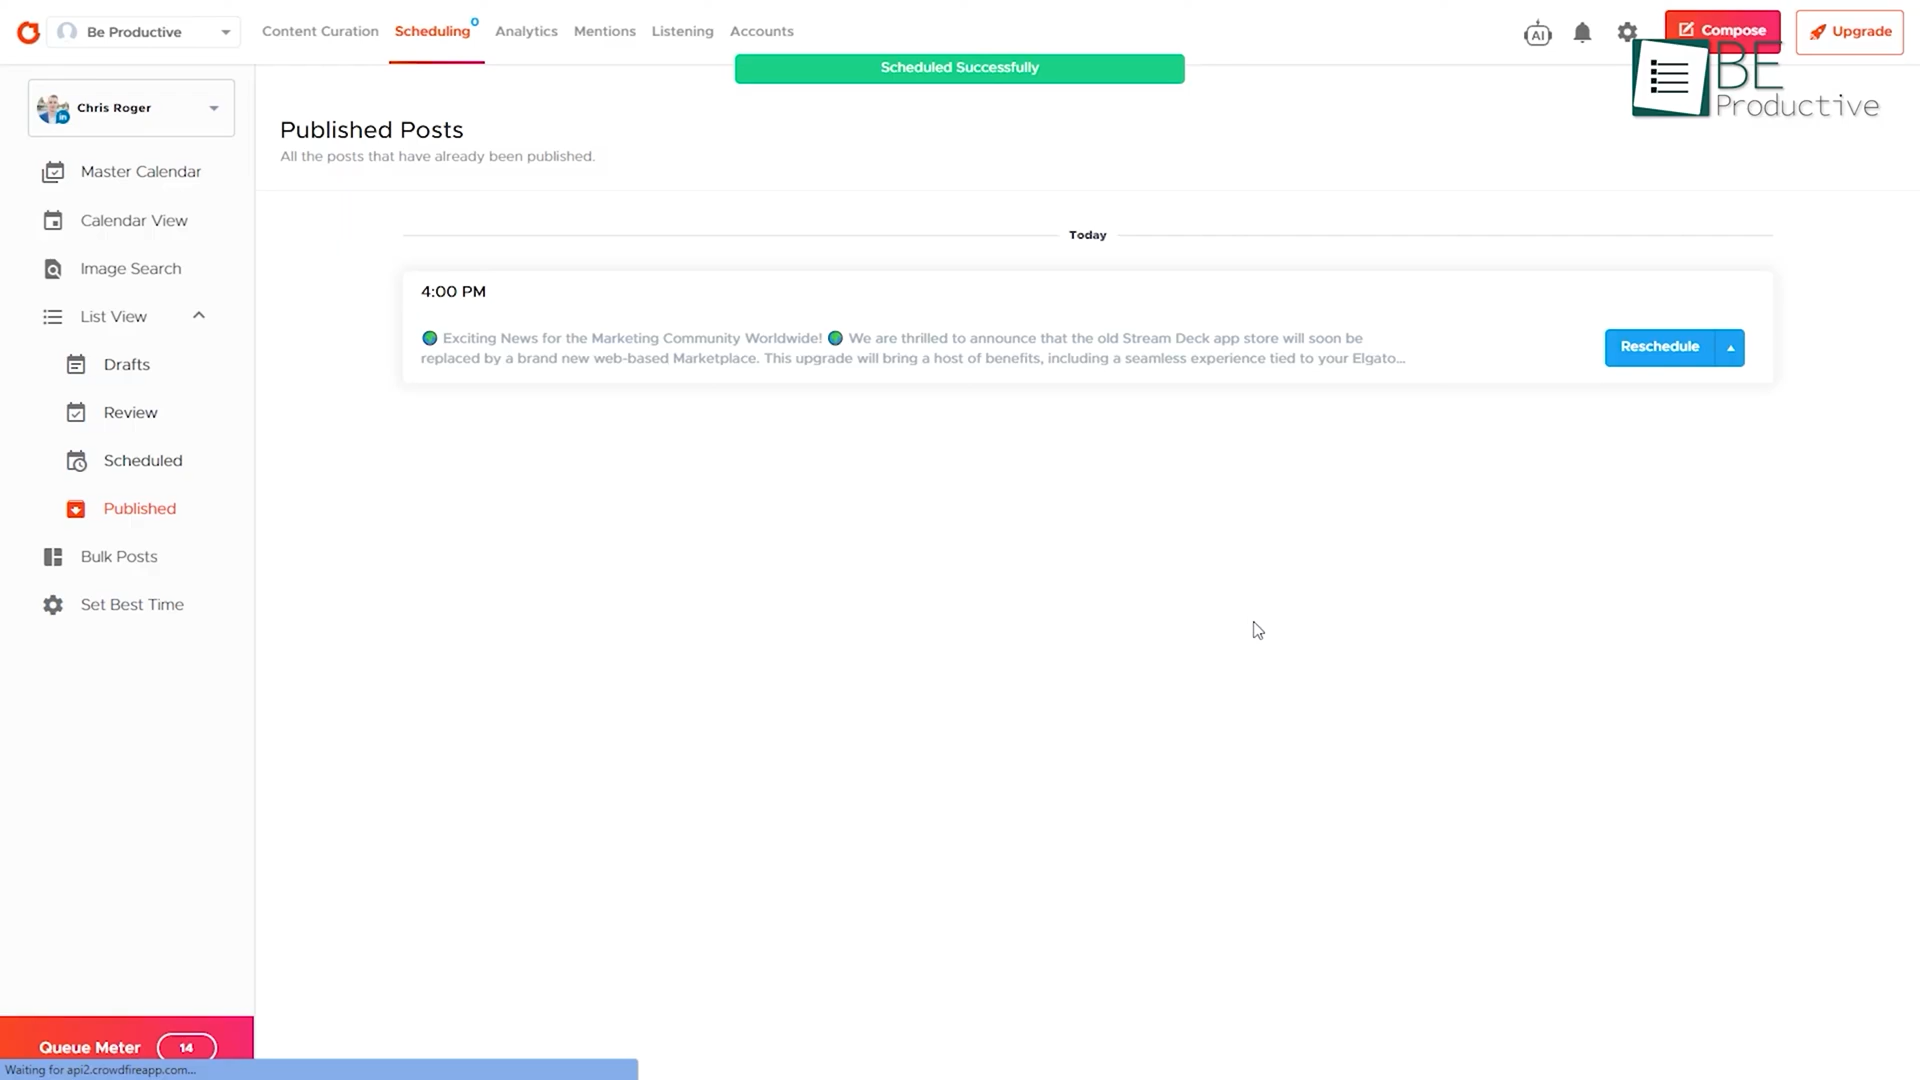 Be Productive
Content Curation
Scheduling
0
Analytics
Mentions
Listening
Accounts
AI
Compose
Upgrade
Scheduled Successfully
BE
Productive
Chris Roger
in
Master Calendar
Calendar View
Image Search
List View
Drafts
Review
Scheduled
Published
Bulk Posts
Set Best Time
Published Posts
All the posts that have already been published.
Today
4:00 PM
🌍 Exciting News for the Marketing Community Worldwide! 🌍 We are thrilled to announce that the old Stream Deck app store will soon be
replaced by a brand new web-based Marketplace. This upgrade will bring a host of benefits, including a seamless experience tied to your Elgato...
Reschedule
Queue Meter 14
Waiting for api2.crowdfireapp.com...